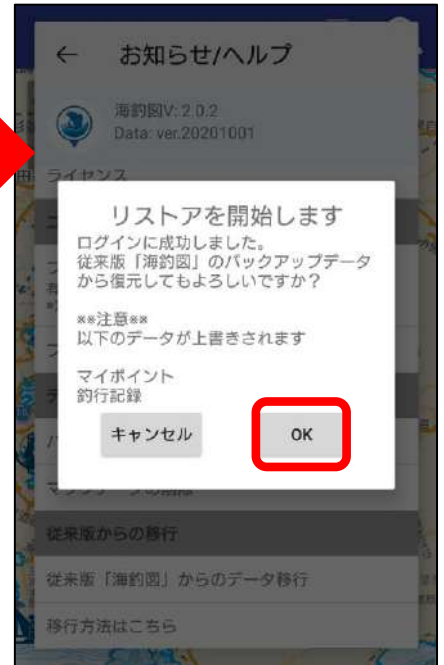 ← お知らせ/ヘルプ
海釣図V: 2.0.2
Data: ver.20201001
ライセンス
リストアを開始します
ログインに成功しました。
従来版「海釣図」のバックアップデータ
から復元してもよろしいですか？
**注意**
以下のデータが上書きされます
マイポイント
釣行記録
キャンセル
OK
従来版からの移行
従来版「海釣図」からのデータ移行
移行方法はこちら